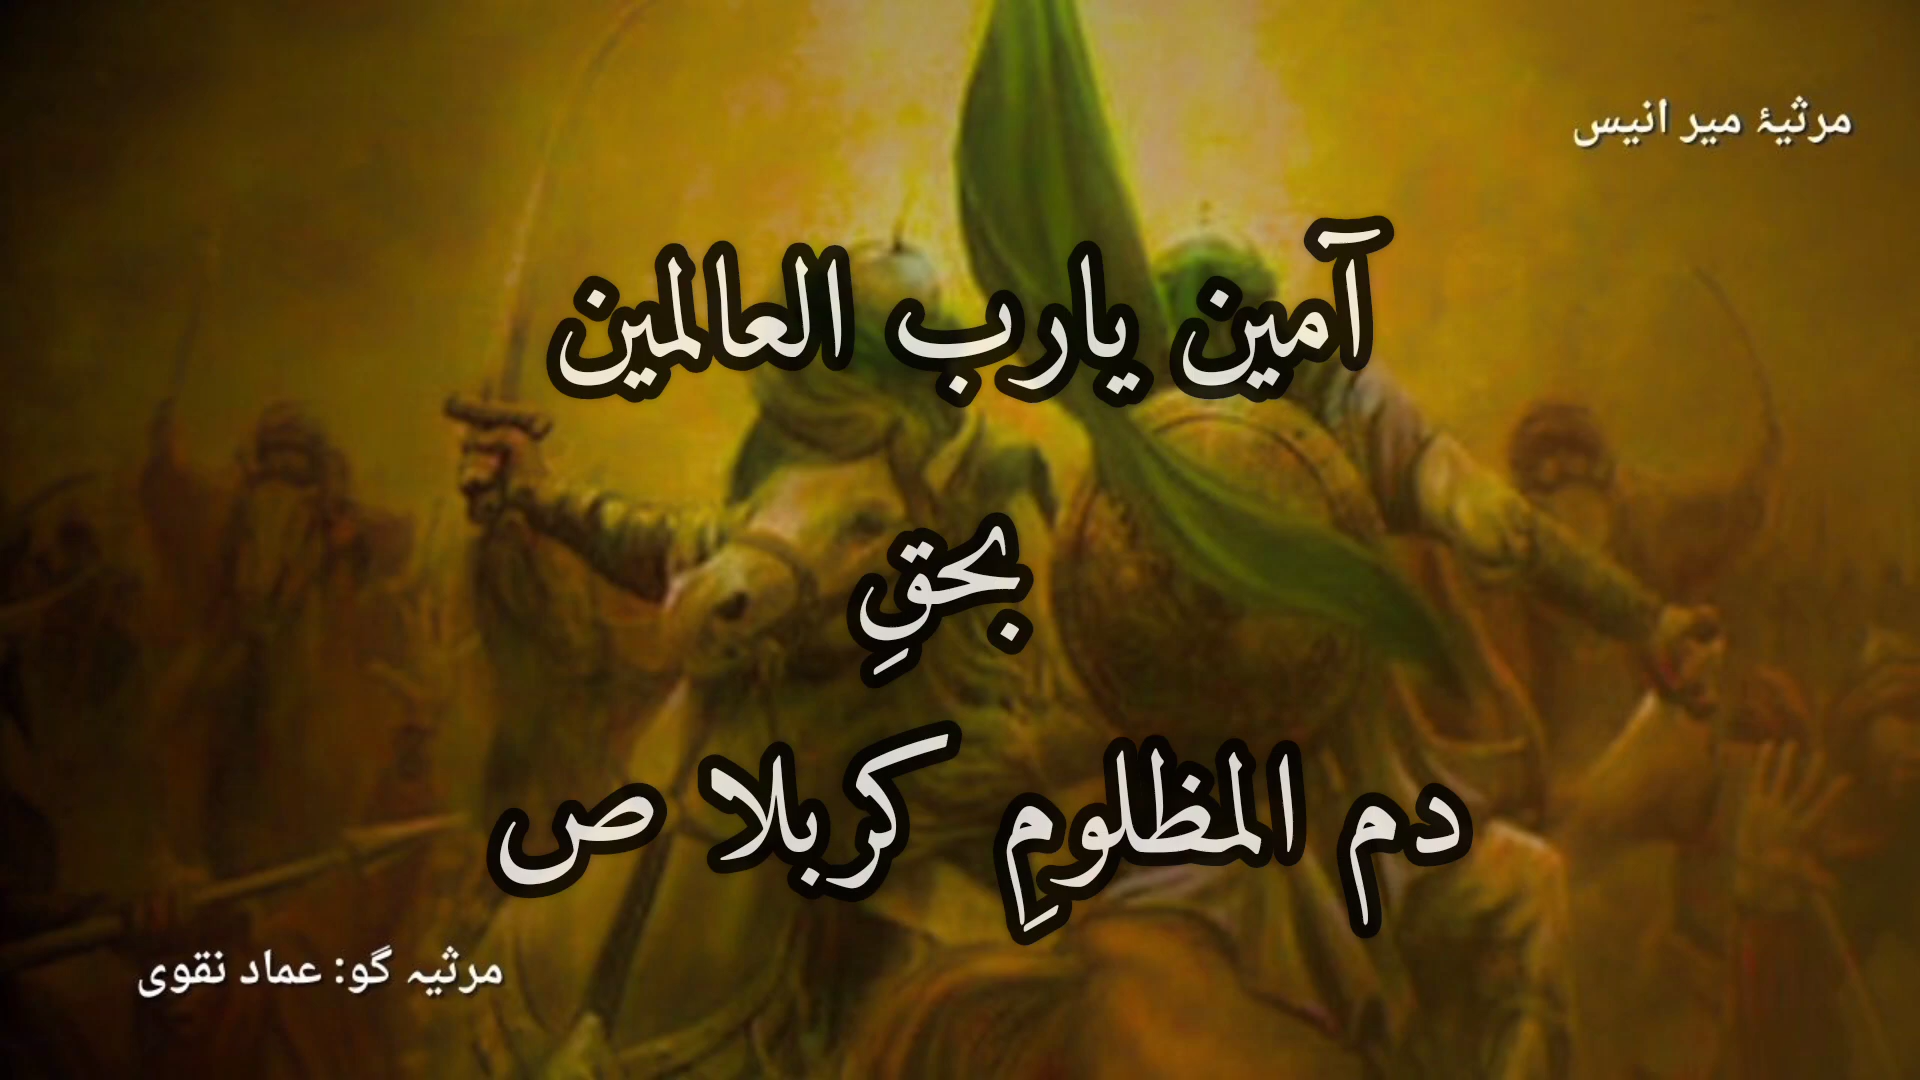 مرثیۂ میر انیس
آمین یارب العالمین
بحقِ
دم المظلومِ کربلا ص
مرثیہ گو: عماد نقوی